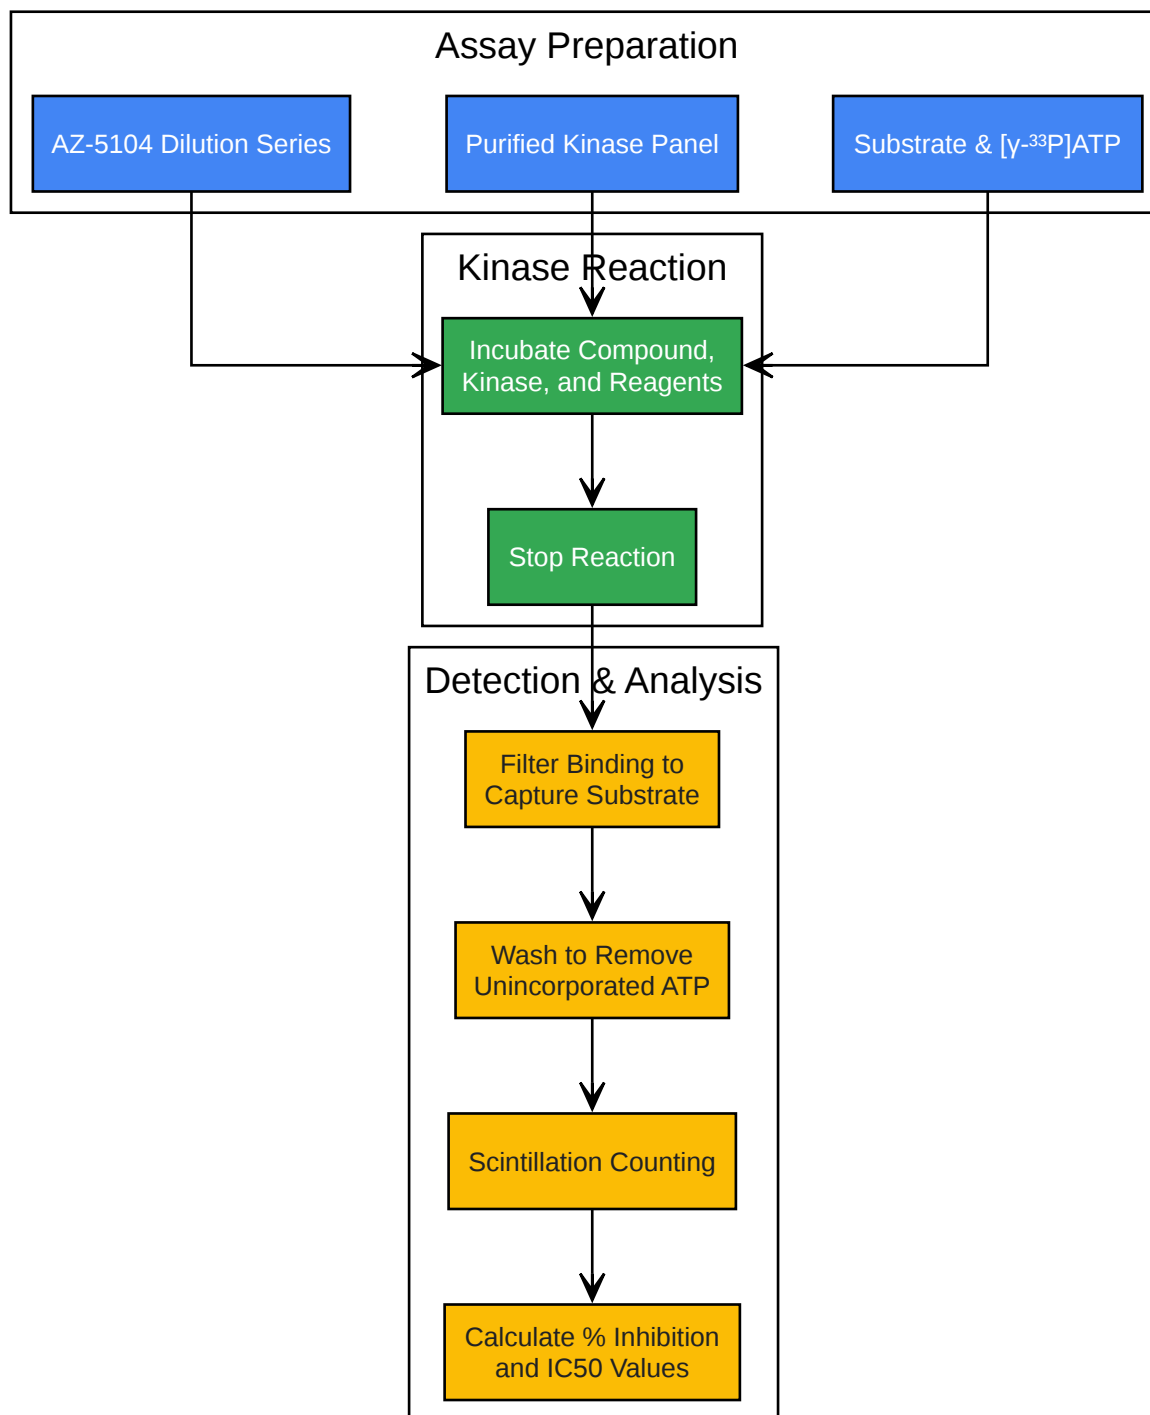 Assay Preparation
AZ-5104 Dilution Series
Purified Kinase Panel
Substrate & [γ-³³P]ATP
Kinase Reaction
Incubate Compound,
Kinase, and Reagents
Stop Reaction
Detection & Analysis
Filter Binding to
Capture Substrate
Wash to Remove
Unincorporated ATP
Scintillation Counting
Calculate % Inhibition
and IC50 Values